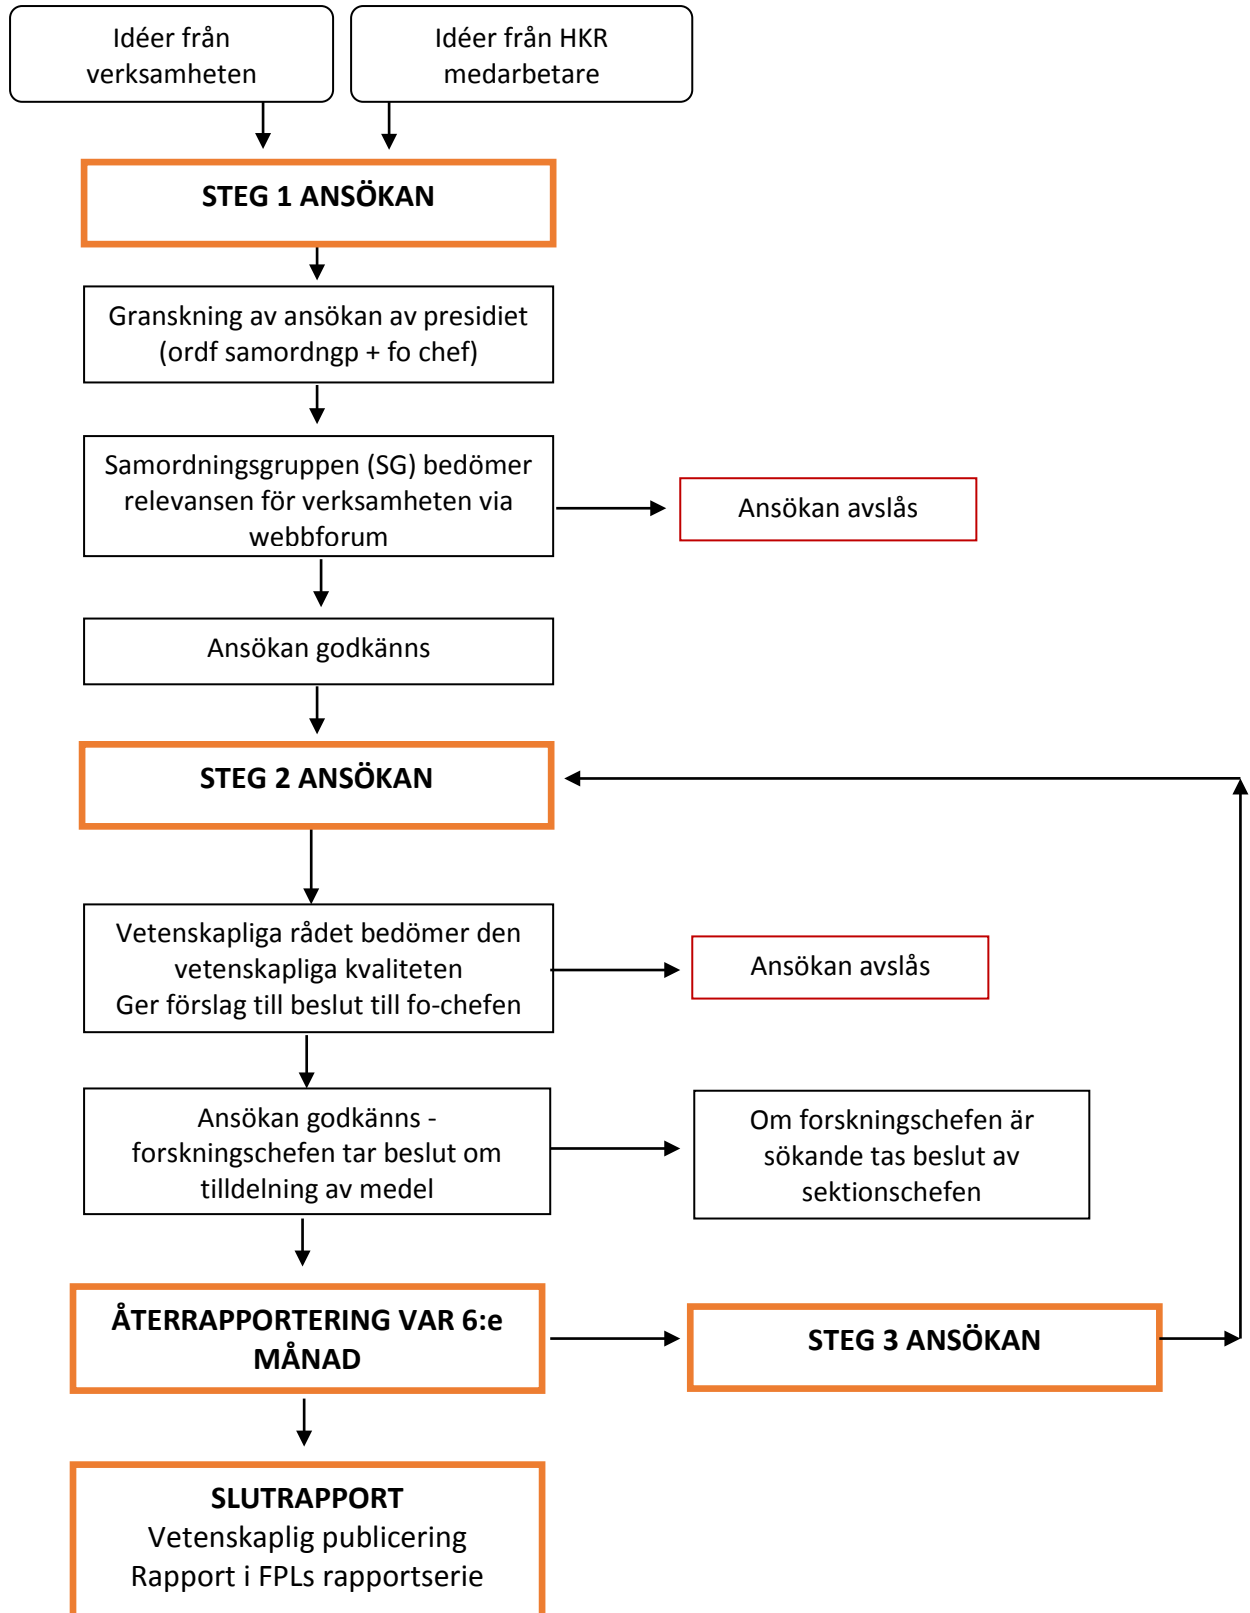 Idéer från
verksamheten
Idéer från HKR
medarbetare
STEG 1 ANSÖKAN
Granskning av ansökan av presidiet
(ordf samordngp + fo chef)
Samordningsgruppen (SG) bedömer
relevansen för verksamheten via
webbforum
Ansökan avslås
Ansökan godkänns
STEG 2 ANSÖKAN
Vetenskapliga rådet bedömer den
vetenskapliga kvaliteten
Ger förslag till beslut till fo-chefen
Ansökan avslås
Ansökan godkänns -
forskningschefen tar beslut om
tilldelning av medel
Om forskningschefen är
sökande tas beslut av
sektionschefen
ÅTERRAPPORTERING VAR 6:e
MÅNAD
STEG 3 ANSÖKAN
SLUTRAPPORT
Vetenskaplig publicering
Rapport i FPLs rapportserie